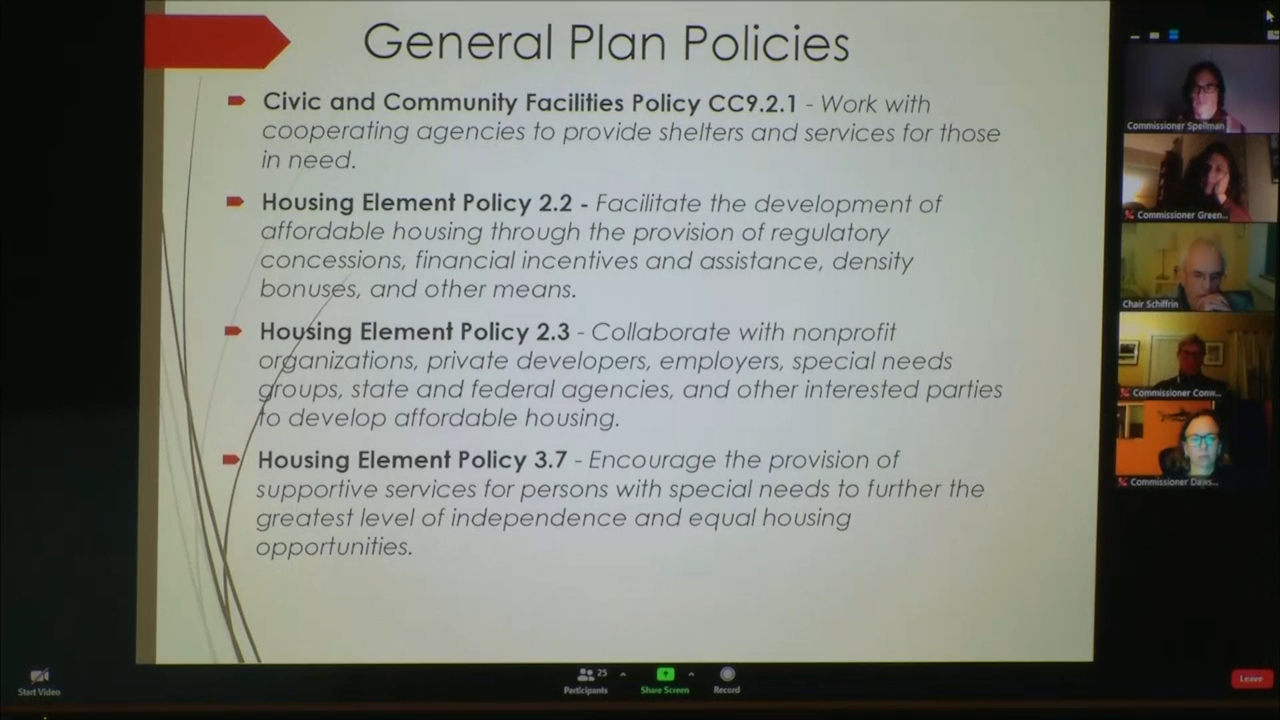 General Plan Policies
Civic and Community Facilities Policy CC9.2.1 - Work with
cooperating agencies to provide shelters and services for those
in need.
Housing Element Policy 2.2 - Facilitate the development of
affordable housing through the provision of regulatory
concessions, financial incentives and assistance, density
bonuses, and other means.
Housing Element Policy 2.3 - Collaborate with nonprofit
organizations, private developers, employers, special needs
groups, state and federal agencies, and other interested parties
to develop affordable housing.
Housing Element Policy 3.7 - Encourage the provision of
supportive services for persons with special needs to further the
greatest level of independence and equal housing
opportunities.
Commissioner Spellman
Commissioner Green...
Chair Schiffrin
Commissioner Conw...
Commissioner Daws...
Start Video
25
Participants
Share Screen
Record
Leave